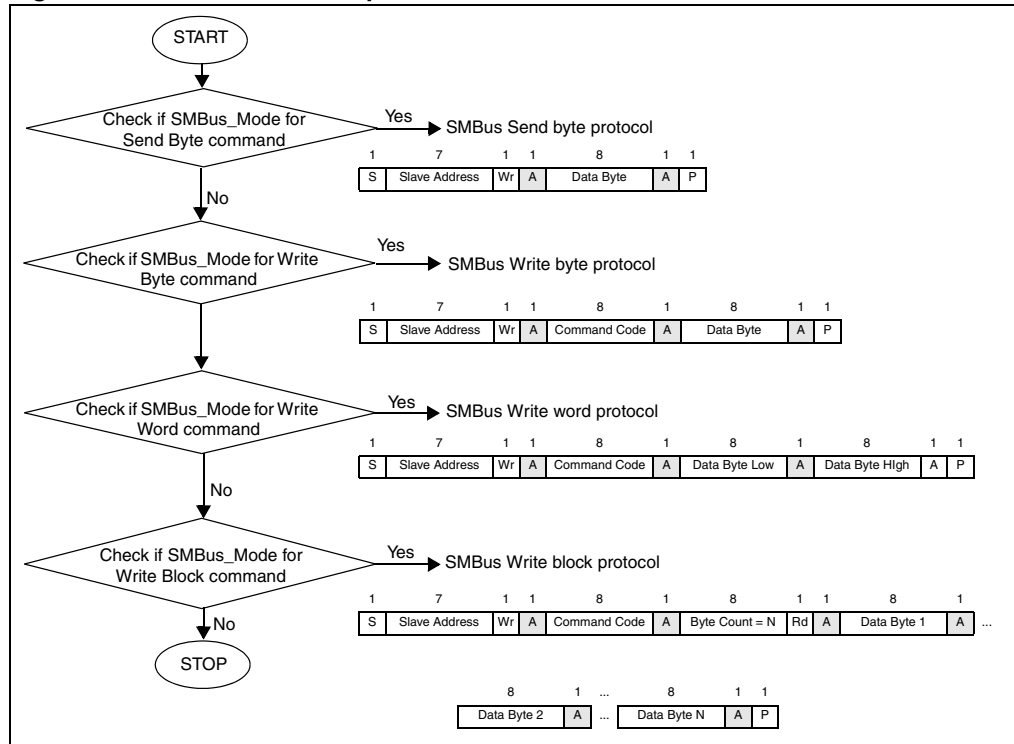 START
Check if SMBus_Mode for
Send Byte command
Yes
SMBus Send byte protocol
1 7 1 1 8 1 1
S Slave Address Wr A Data Byte A P
No
Check if SMBus_Mode for Write
Byte command
Yes
SMBus Write byte protocol
1 7 1 1 8 1 8 1 1
S Slave Address Wr A Command Code A Data Byte A P
Check if SMBus_Mode for Write
Word command
Yes
SMBus Write word protocol
1 7 1 1 8 1 8 1 8 1 1
S Slave Address Wr A Command Code A Data Byte Low A Data Byte HIgh A P
No
Check if SMBus_Mode for
Write Block command
Yes
SMBus Write block protocol
1 7 1 1 8 1 8 1 1 8 1
S Slave Address Wr A Command Code A Byte Count = N Rd A Data Byte 1 A ...
No
STOP
8 1 ... 8 1 1
Data Byte 2 A ... Data Byte N A P